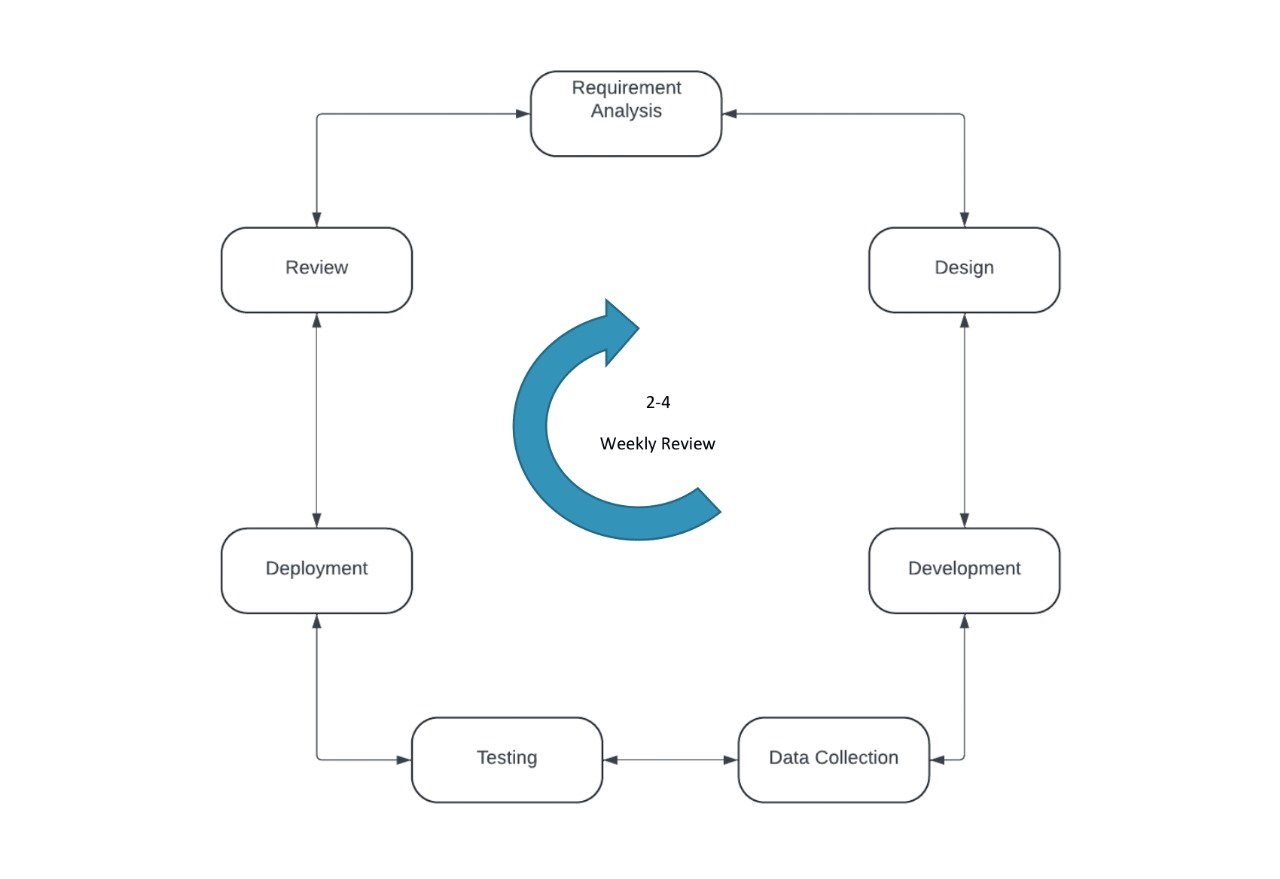 Requirement
Analysis
Review
Design
2-4
Weekly Review
Deployment
Development
Testing
Data Collection